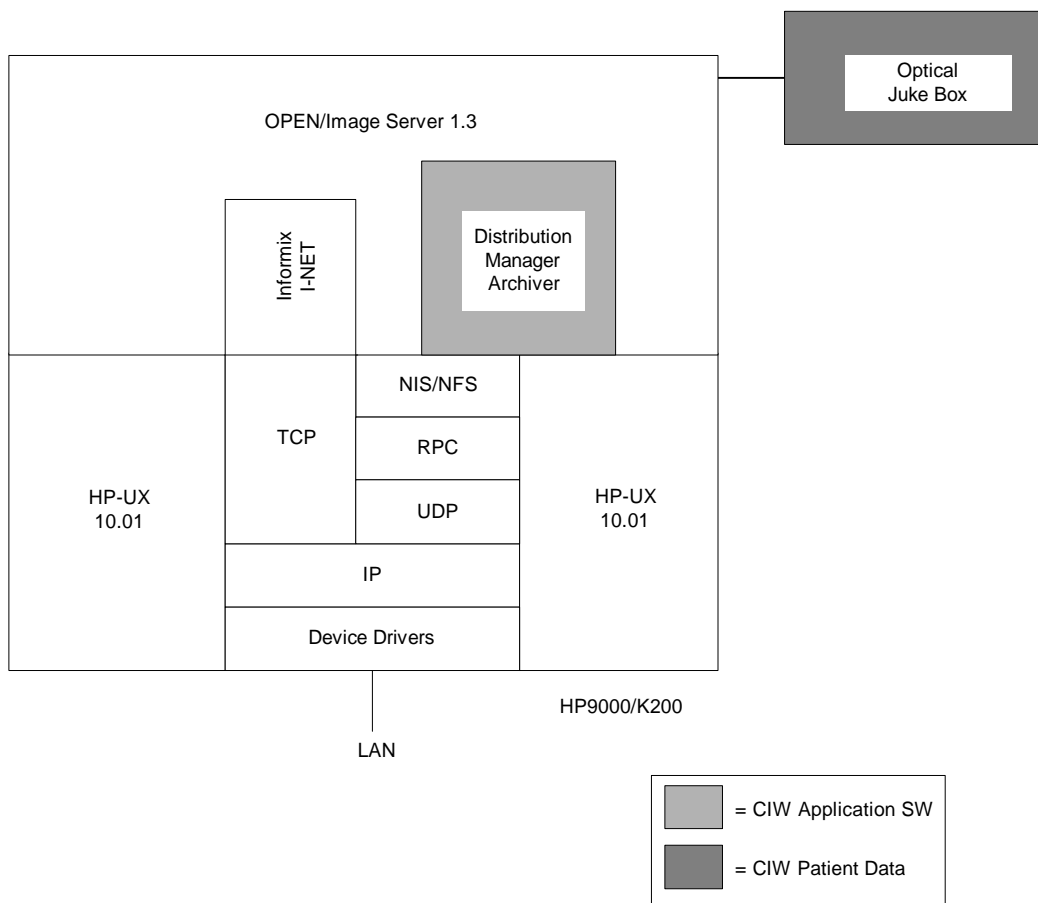 Optical
Juke Box
OPEN/Image Server 1.3
Informix
I-NET
Distribution
Manager
Archiver
NIS/NFS
TCP
RPC
HP-UX
10.01
UDP
HP-UX
10.01
IP
Device Drivers
HP9000/K200
LAN
= CIW Application SW
= CIW Patient Data